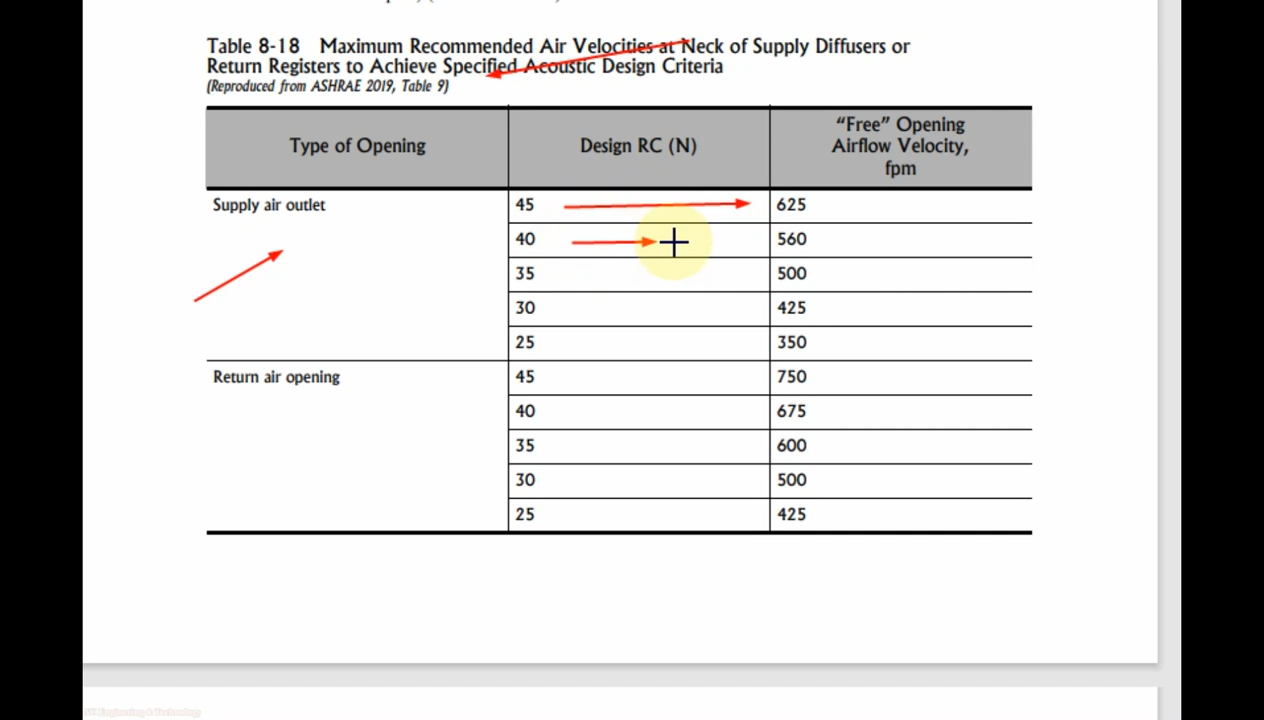 Table 8-18 Maximum Recommended Air Velocities at Neck of Supply Diffusers or
Return Registers to Achieve Specified Acoustic Design Criteria
(Reproduced from ASHRAE 2019, Table 9)
Type of Opening Design RC (N) “Free” Opening
Airflow Velocity,
fpm
Supply air outlet 45 625
40 560
35 500
30 425
25 350
Return air opening 45 750
40 675
35 600
30 500
25 425
Engineering & Technology